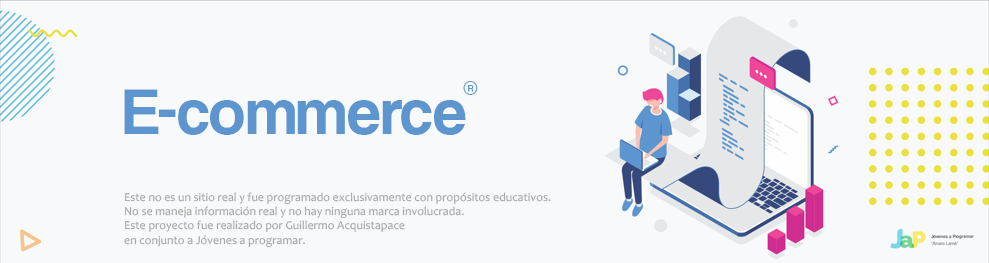 E-commerce®
Este no es un sitio real y fue programado exclusivamente con propósitos educativos.
No se maneja información real y no hay ninguna marca involucrada.
Este proyecto fue realizado por Guillermo Acquistapace
en conjunto a Jóvenes a programar.
JaP
Jóvenes a Programar
"Álvaro Lamé"